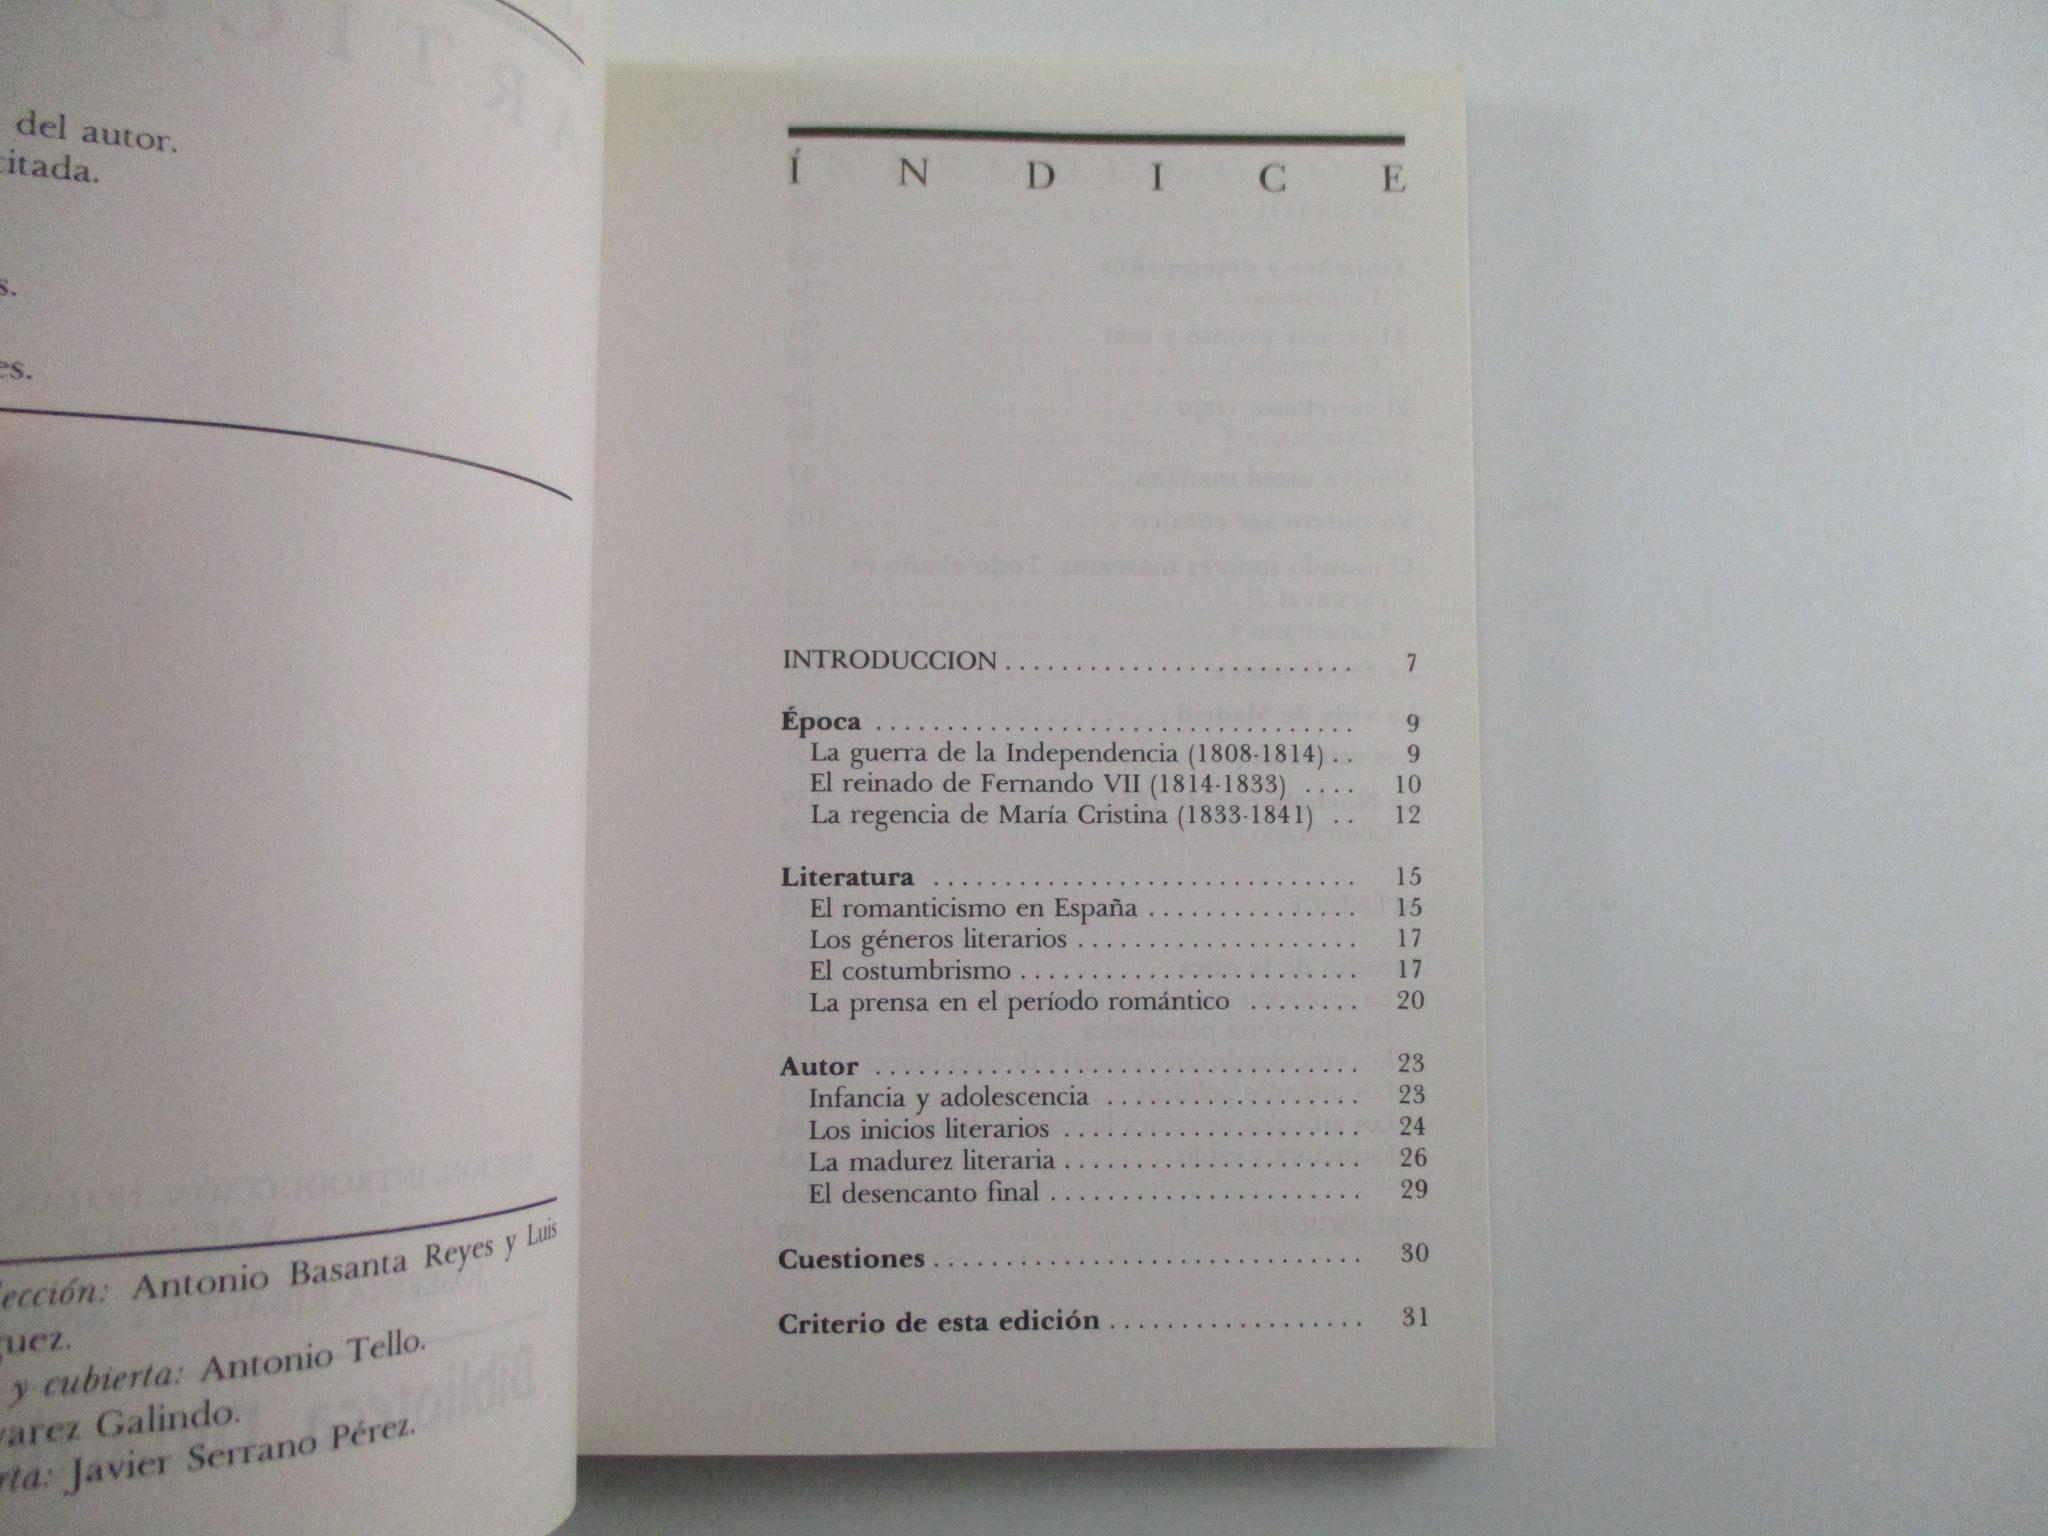 del autor.
citada.
s.
es.
lección: Antonio Basanta Reyes y Luis
guez.
y cubierta: Antonio Tello.
varez Galindo.
rta: Javier Serrano Pérez.
ÍNDICE
INTRODUCCION . . . . . . . . . . . . . . . . . . . . . . . . . 7
Época . . . . . . . . . . . . . . . . . . . . . . . . . . . . . . . . . . 9
La guerra de la Independencia (1808-1814) . . 9
El reinado de Fernando VII (1814-1833) . . . . 10
La regencia de María Cristina (1833-1841) . . 12
Literatura . . . . . . . . . . . . . . . . . . . . . . . . . . . . . . 15
El romanticismo en España . . . . . . . . . . . . . . . 15
Los géneros literarios . . . . . . . . . . . . . . . . . . . . 17
El costumbrismo . . . . . . . . . . . . . . . . . . . . . . . . 17
La prensa en el período romántico . . . . . . . . 20
Autor . . . . . . . . . . . . . . . . . . . . . . . . . . . . . . . . . . 23
Infancia y adolescencia . . . . . . . . . . . . . . . . . . 23
Los inicios literarios . . . . . . . . . . . . . . . . . . . . . 24
La madurez literaria . . . . . . . . . . . . . . . . . . . . . 26
El desencanto final . . . . . . . . . . . . . . . . . . . . . . 29
Cuestiones . . . . . . . . . . . . . . . . . . . . . . . . . . . . . . 30
Criterio de esta edición . . . . . . . . . . . . . . . . . . 31